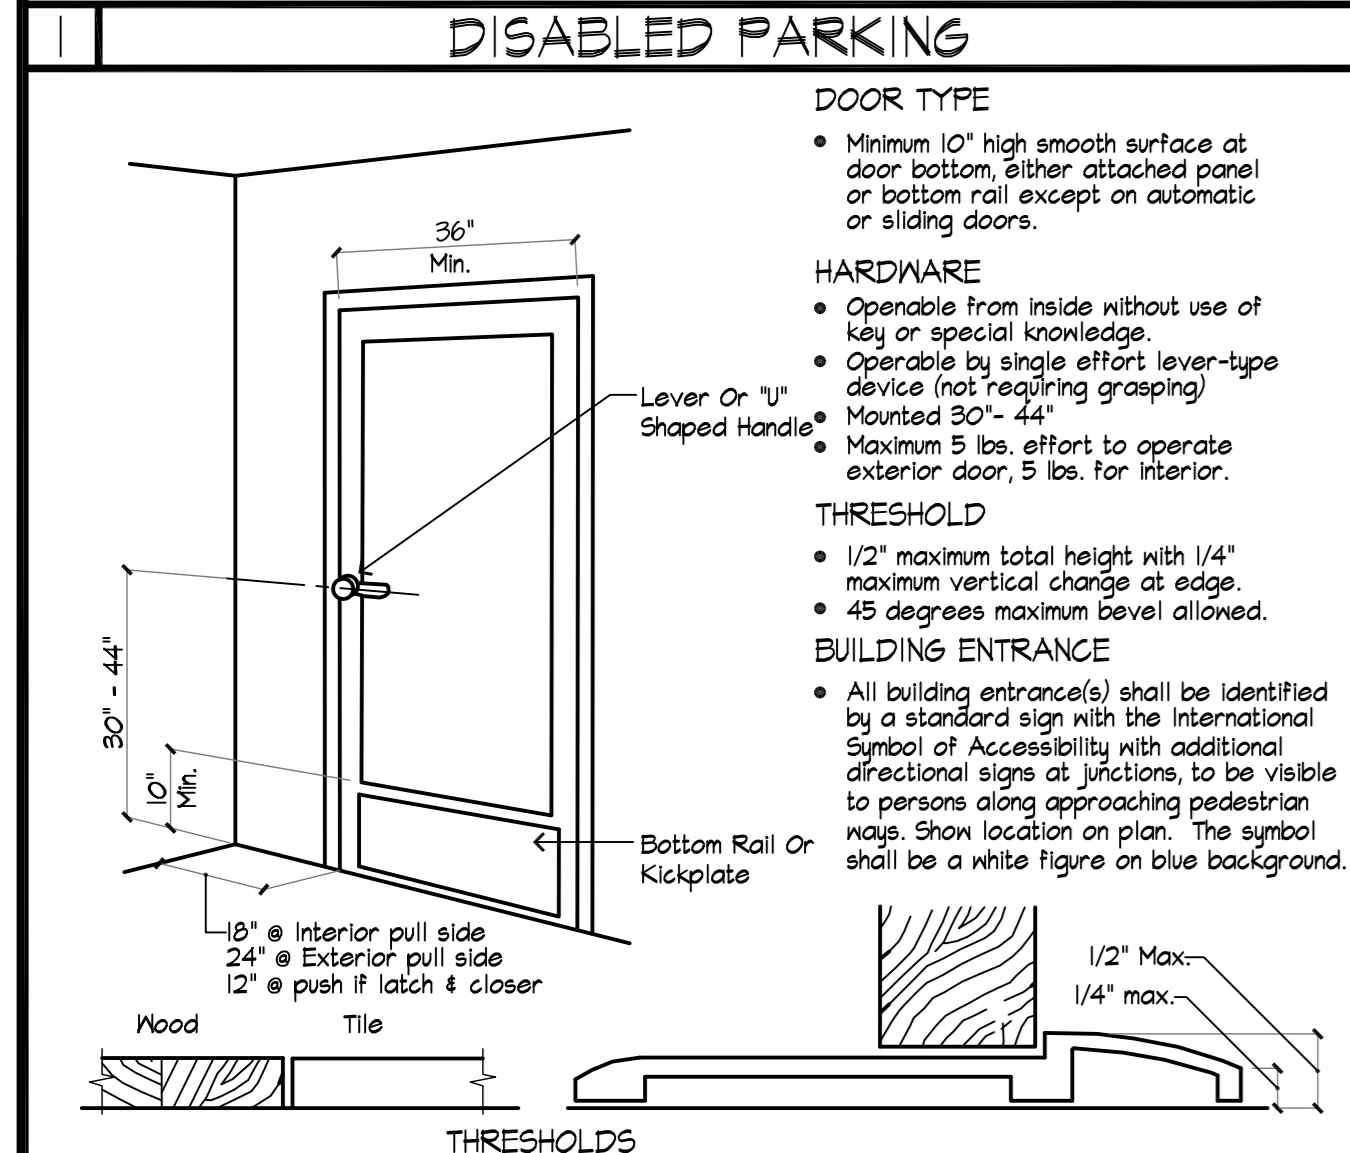 1
DISABLED PARKING
36"
Min.
Lever Or "U"
Shaped Handle
30" - 44"
10"
Min.
Bottom Rail Or
Kickplate
18" @ Interior pull side
24" @ Exterior pull side
12" @ push if latch & closer
DOOR TYPE
● Minimum 10" high smooth surface at
door bottom, either attached panel
or bottom rail except on automatic
or sliding doors.
HARDWARE
● Openable from inside without use of
key or special knowledge.
● Operable by single effort lever-type
device (not requiring grasping)
● Mounted 30"- 44"
● Maximum 5 lbs. effort to operate
exterior door, 5 lbs. for interior.
THRESHOLD
● 1/2" maximum total height with 1/4"
maximum vertical change at edge.
● 45 degrees maximum bevel allowed.
BUILDING ENTRANCE
● All building entrance(s) shall be identified
by a standard sign with the International
Symbol of Accessibility with additional
directional signs at junctions, to be visible
to persons along approaching pedestrian
ways. Show location on plan. The symbol
shall be a white figure on blue background.
Wood
Tile
1/2" Max.
1/4" max.
THRESHOLDS